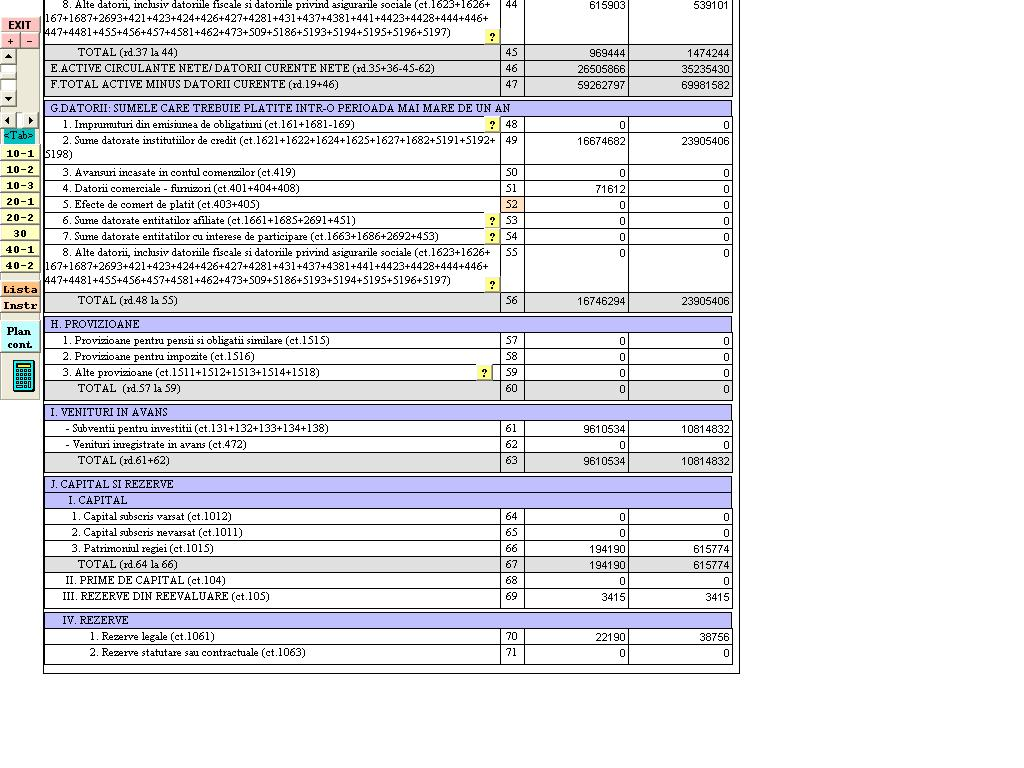 EXIT
+ -
<Tab>
10-1
10-2
10-3
20-1
20-2
30
40-1
40-2
Lista
Instr
Plan
cont.
8. Alte datorii, inclusiv datoriile fiscale si datoriile privind asigurarile sociale (ct.1623+1626+ 44 615903 539101
167+1687+2693+421+423+424+426+427+4281+431+437+4381+441+4423+4428+444+446+
447+4481+455+456+457+4581+462+473+509+5186+5193+5194+5195+5196+5197) ?
TOTAL (rd.37 la 44) 45 969444 1474244
E.ACTIVE CIRCULANTE NETE/ DATORII CURENTE NETE (rd.35+36-45-62) 46 26505866 35235430
F.TOTAL ACTIVE MINUS DATORII CURENTE (rd.19+46) 47 59262797 69981582
G.DATORII: SUMELE CARE TREBUIE PLATITE INTR-O PERIOADA MAI MARE DE UN AN
1. Imprumuturi din emisiunea de obligatiuni (ct.161+1681-169) ? 48 0 0
2. Sume datorate institutiilor de credit (ct.1621+1622+1624+1625+1627+1682+5191+5192+ 49 16674682 23905406
5198)
3. Avansuri incasate in contul comenzilor (ct.419) 50 0 0
4. Datorii comerciale - furnizori (ct.401+404+408) 51 71612 0
5. Efecte de comert de platit (ct.403+405) 52 0 0
6. Sume datorate entitatilor afiliate (ct.1661+1685+2691+451) ? 53 0 0
7. Sume datorate entitatilor cu interese de participare (ct.1663+1686+2692+453) ? 54 0 0
8. Alte datorii, inclusiv datoriile fiscale si datoriile privind asigurarile sociale (ct.1623+1626+ 55 0 0
167+1687+2693+421+423+424+426+427+4281+431+437+4381+441+4423+4428+444+446+
447+4481+455+456+457+4581+462+473+509+5186+5193+5194+5195+5196+5197) ?
TOTAL (rd.48 la 55) 56 16746294 23905406
H. PROVIZIOANE
1. Provizioane pentru pensii si obligatii similare (ct.1515) 57 0 0
2. Provizioane pentru impozite (ct.1516) 58 0 0
3. Alte provizioane (ct.1511+1512+1513+1514+1518) ? 59 0 0
TOTAL (rd.57 la 59) 60 0 0
I. VENITURI IN AVANS
- Subventii pentru investitii (ct.131+132+133+134+138) 61 9610534 10814832
- Venituri inregistrate in avans (ct.472) 62 0 0
TOTAL (rd.61+62) 63 9610534 10814832
J. CAPITAL SI REZERVE
I. CAPITAL
1. Capital subscris varsat (ct.1012) 64 0 0
2. Capital subscris nevarsat (ct.1011) 65 0 0
3. Patrimoniul regiei (ct.1015) 66 194190 615774
TOTAL (rd.64 la 66) 67 194190 615774
II. PRIME DE CAPITAL (ct.104) 68 0 0
III. REZERVE DIN REEVALUARE (ct.105) 69 3415 3415
IV. REZERVE
1. Rezerve legale (ct.1061) 70 22190 38756
2. Rezerve statutare sau contractuale (ct.1063) 71 0 0